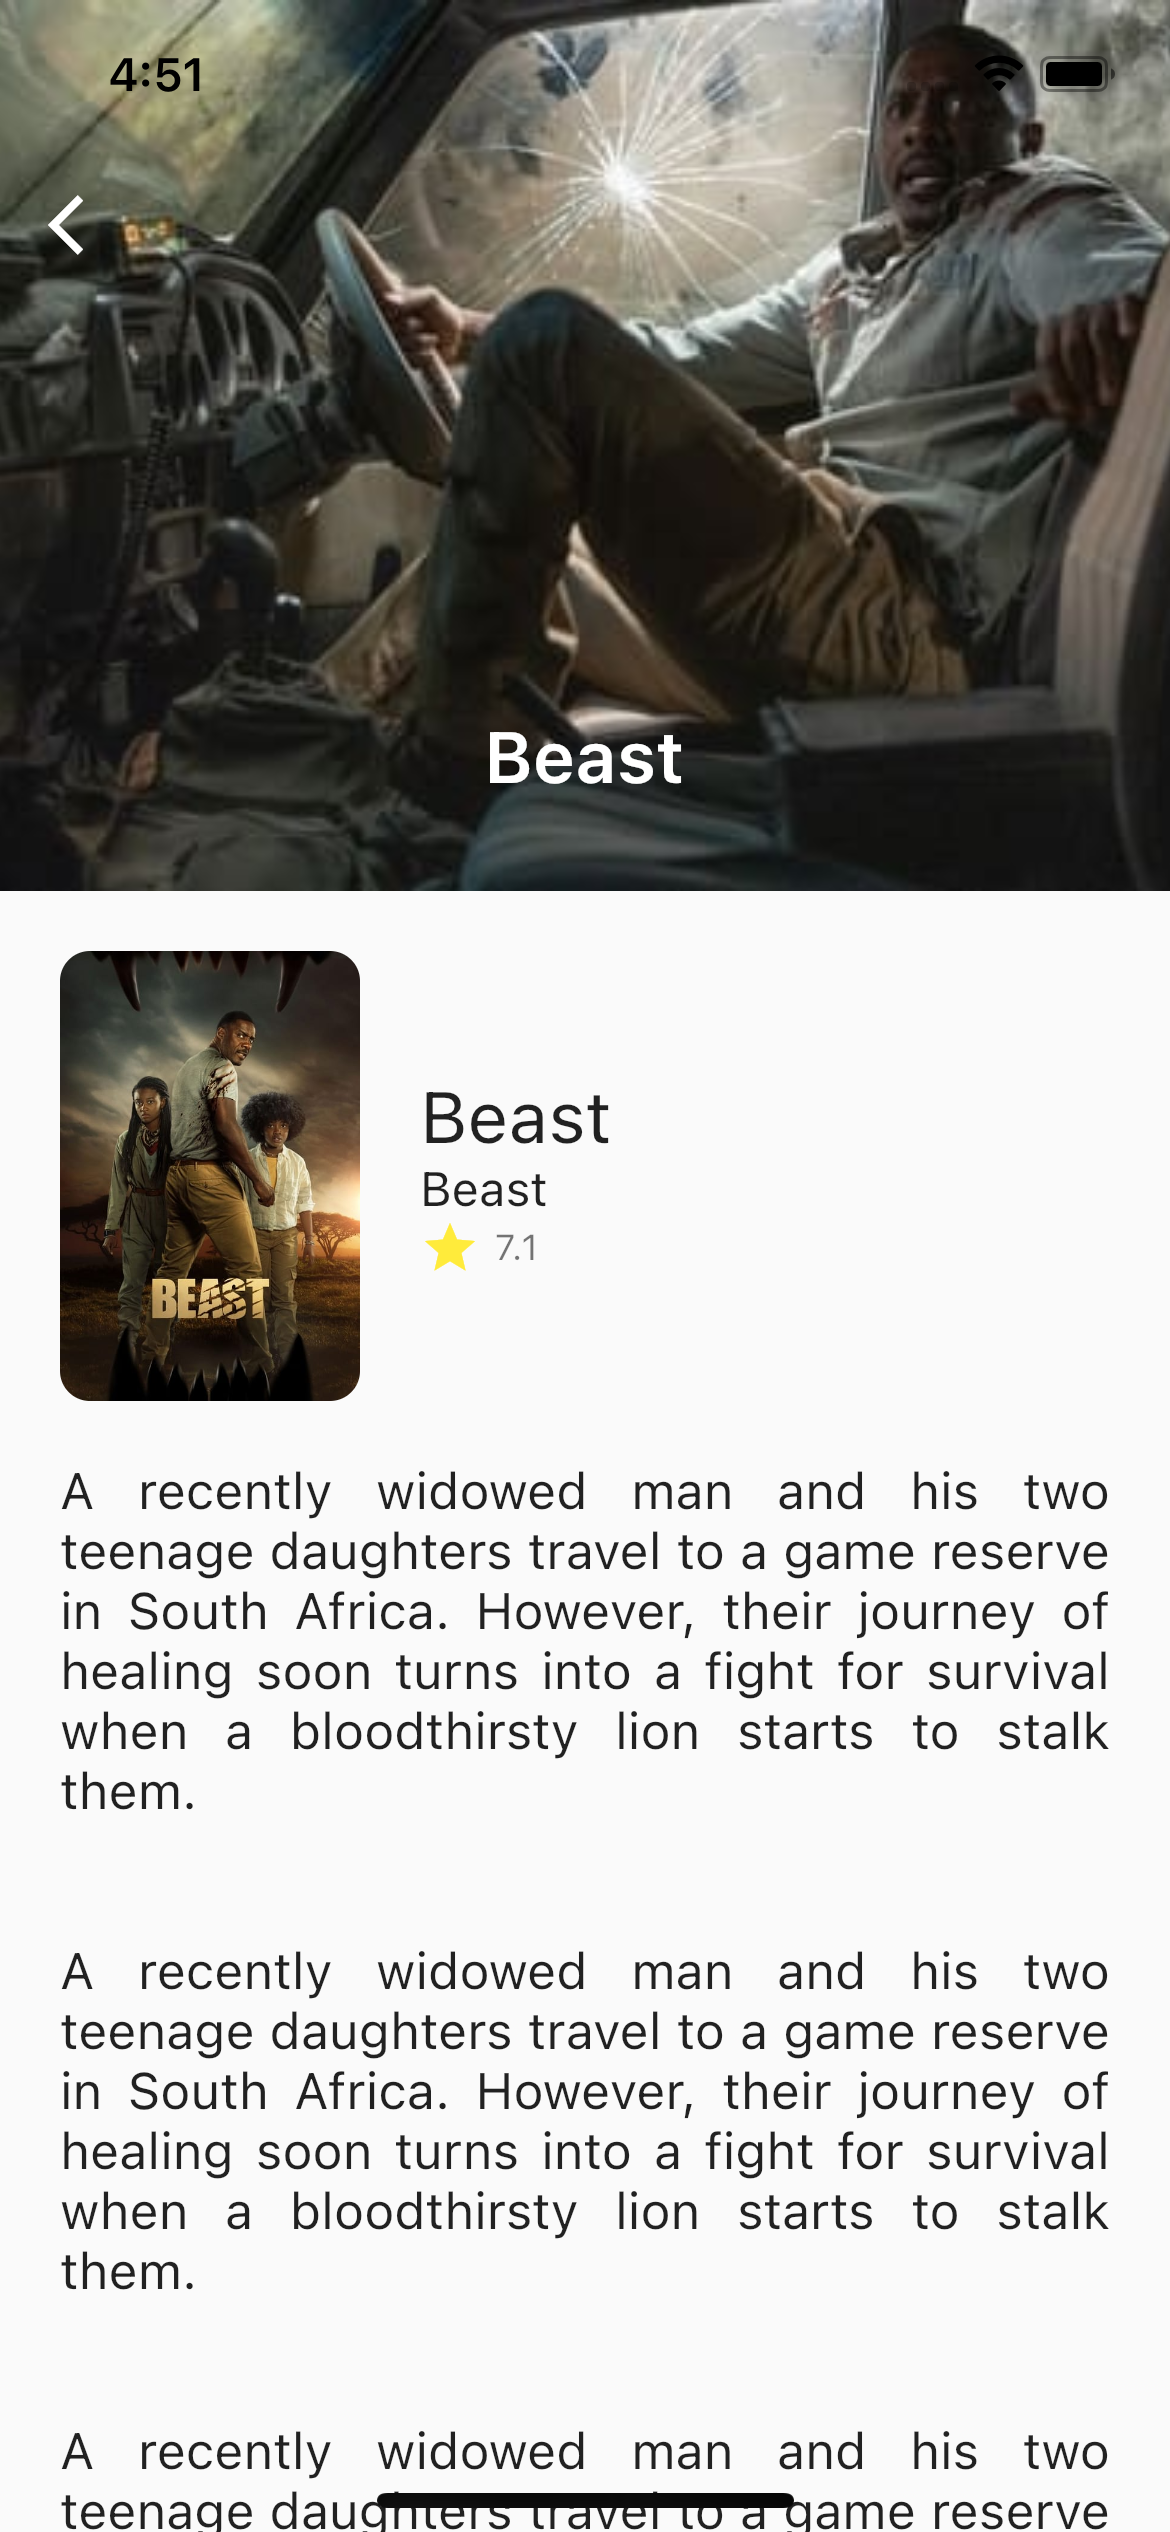 4:51
Beast
Beast
Beast
7.1
BEAST
A recently widowed man and his two
teenage daughters travel to a game reserve
in South Africa. However, their journey of
healing soon turns into a fight for survival
when a bloodthirsty lion starts to stalk
them.
A recently widowed man and his two
teenage daughters travel to a game reserve
in South Africa. However, their journey of
healing soon turns into a fight for survival
when a bloodthirsty lion starts to stalk
them.
A recently widowed man and his two
teenage daughters travel to a game reserve